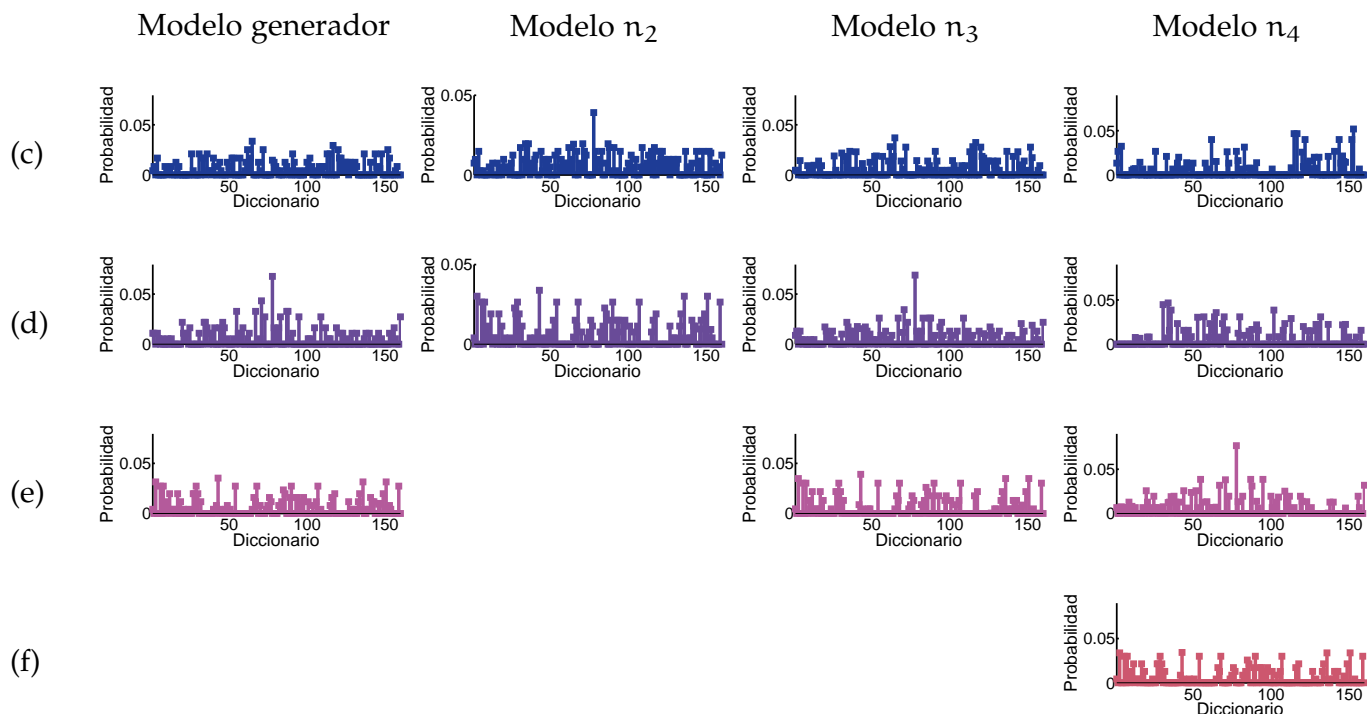 Modelo generador Modelo n₂ Modelo n₃ Modelo n₄
(c)
Probabilidad 0.05 0 50 100 150 Diccionario
Probabilidad 0.05 0 50 100 150 Diccionario
Probabilidad 0.05 0 50 100 150 Diccionario
Probabilidad 0.05 0 50 100 150 Diccionario
(d)
Probabilidad 0.05 0 50 100 150 Diccionario
Probabilidad 0.05 0 50 100 150 Diccionario
Probabilidad 0.05 0 50 100 150 Diccionario
Probabilidad 0.05 0 50 100 150 Diccionario
(e)
Probabilidad 0.05 0 50 100 150 Diccionario
Probabilidad 0.05 0 50 100 150 Diccionario
Probabilidad 0.05 0 50 100 150 Diccionario
(f)
Probabilidad 0.05 0 50 100 150 Diccionario